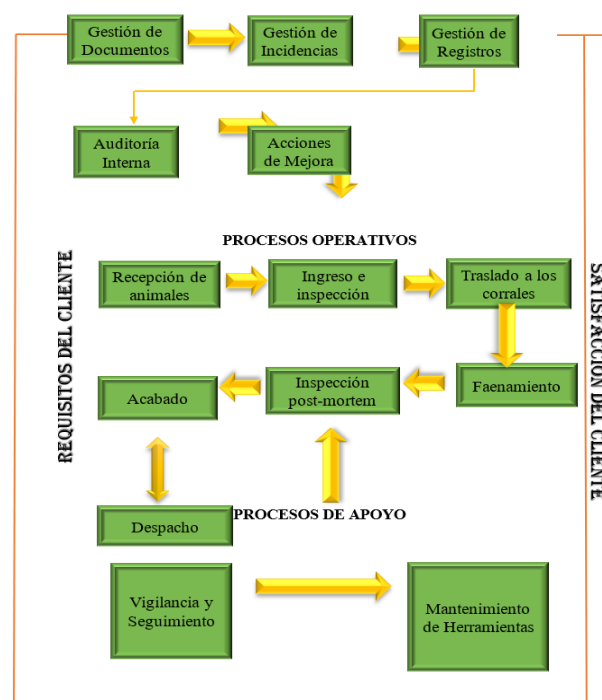 Gestión de
Documentos
Gestión de
Incidencias
Gestión de
Registros
Auditoría
Interna
Acciones
de Mejora
REQUISITOS DEL CLIENTE
SATISFACCION DEL CLIENTE
PROCESOS OPERATIVOS
Recepción de
animales
Ingreso e
inspección
Traslado a los
corrales
Faenamiento
Inspección
post-mortem
Acabado
Despacho
PROCESOS DE APOYO
Vigilancia y
Seguimiento
Mantenimiento
de Herramientas